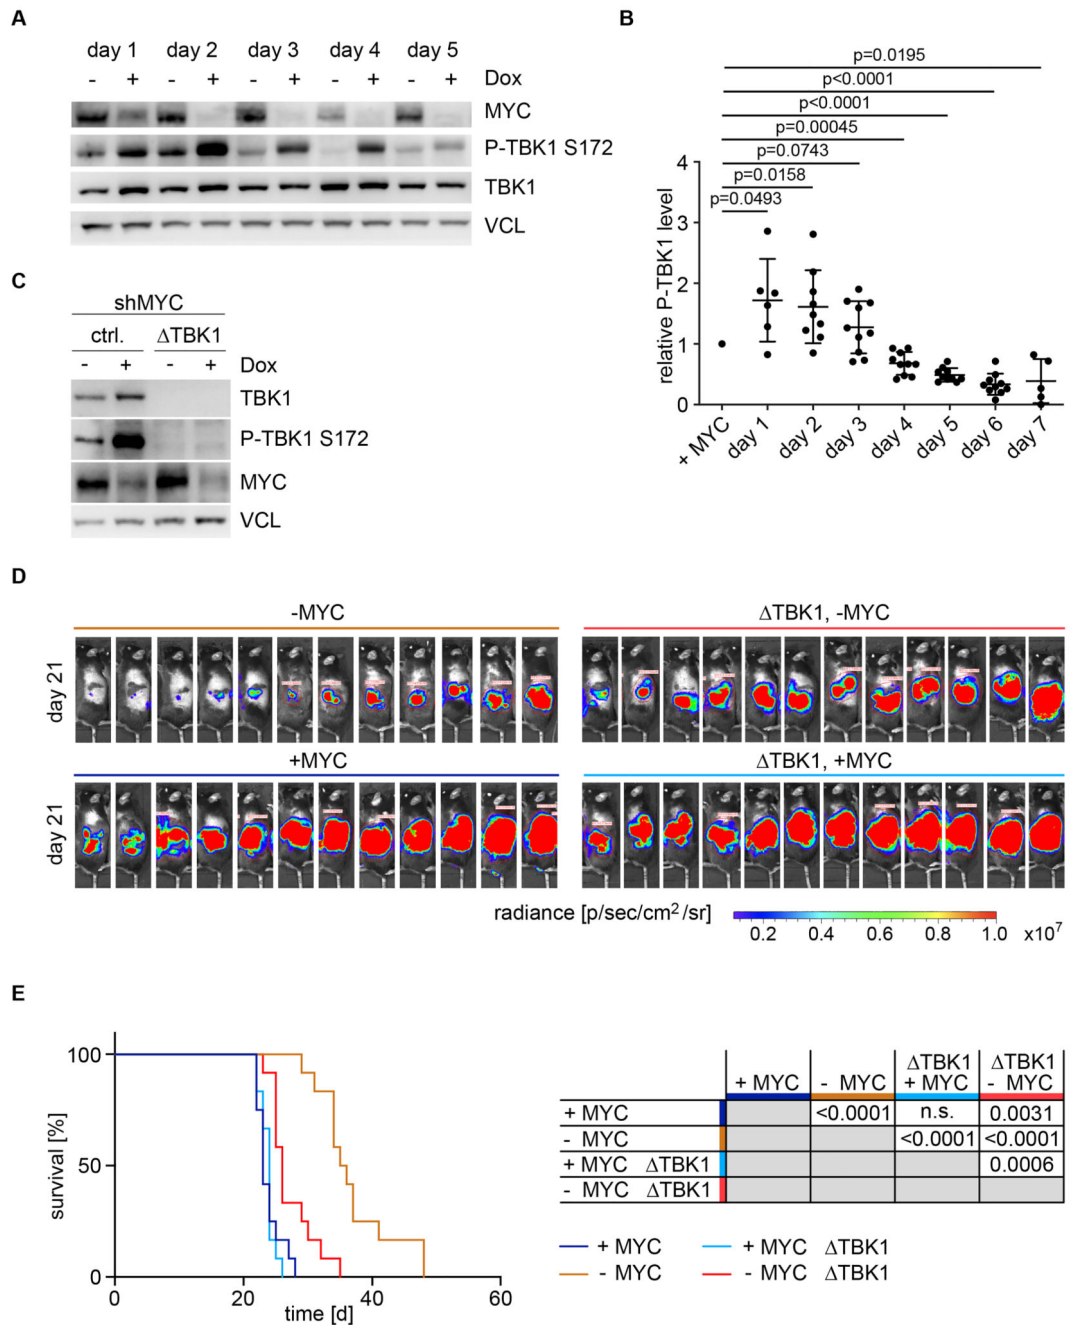 A
day 1 day 2 day 3 day 4 day 5
- + - + - + - + - + Dox
MYC
P-TBK1 S172
TBK1
VCL
B
p=0.0195
p<0.0001
p<0.0001
p=0.00045
p=0.0743
p=0.0158
p=0.0493
relative P-TBK1 level
4
3
2
1
0
+ MYC day 1 day 2 day 3 day 4 day 5 day 6 day 7
C
shMYC
ctrl. ΔTBK1
- + - + Dox
TBK1
P-TBK1 S172
MYC
VCL
D
-MYC ΔTBK1, -MYC
day 21
+MYC ΔTBK1, +MYC
day 21
radiance [p/sec/cm²/sr]
0.2 0.4 0.6 0.8 1.0 x10⁷
E
survival [%]
100
50
0
0 20 40 60
time [d]
ΔTBK1 ΔTBK1
+ MYC - MYC + MYC - MYC
+ MYC <0.0001 n.s. 0.0031
- MYC <0.0001 <0.0001
+ MYC ΔTBK1 0.0006
- MYC ΔTBK1
+ MYC + MYC ΔTBK1
- MYC - MYC ΔTBK1